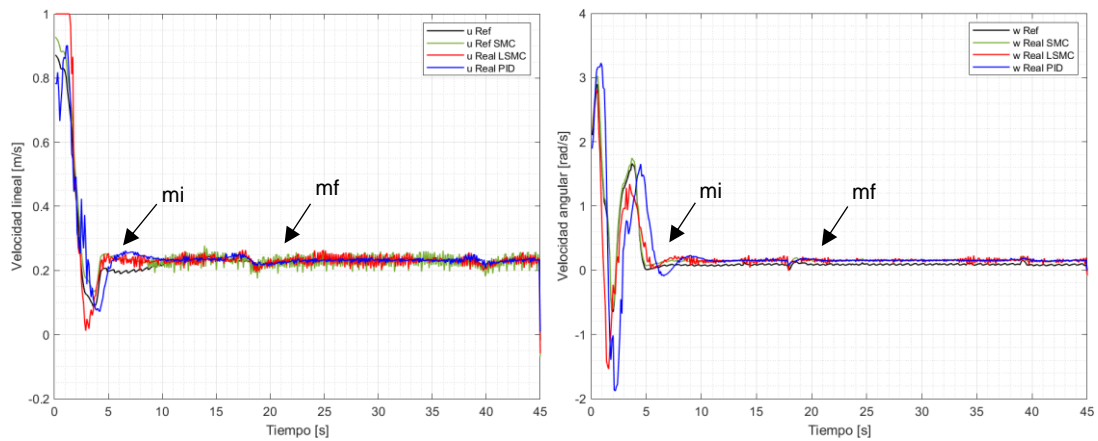 1
0.8
0.6
0.4
0.2
0
-0.2
Velocidad lineal [m/s]
u Ref
u Ref SMC
u Real LSMC
u Real PID
mi
mf
0 5 10 15 20 25 30 35 40 45
Tiempo [s]
4
3
2
1
0
-1
-2
Velocidad angular [rad/s]
w Ref
w Real SMC
w Real LSMC
w Real PID
mi
mf
0 5 10 15 20 25 30 35 40 45
Tiempo [s]